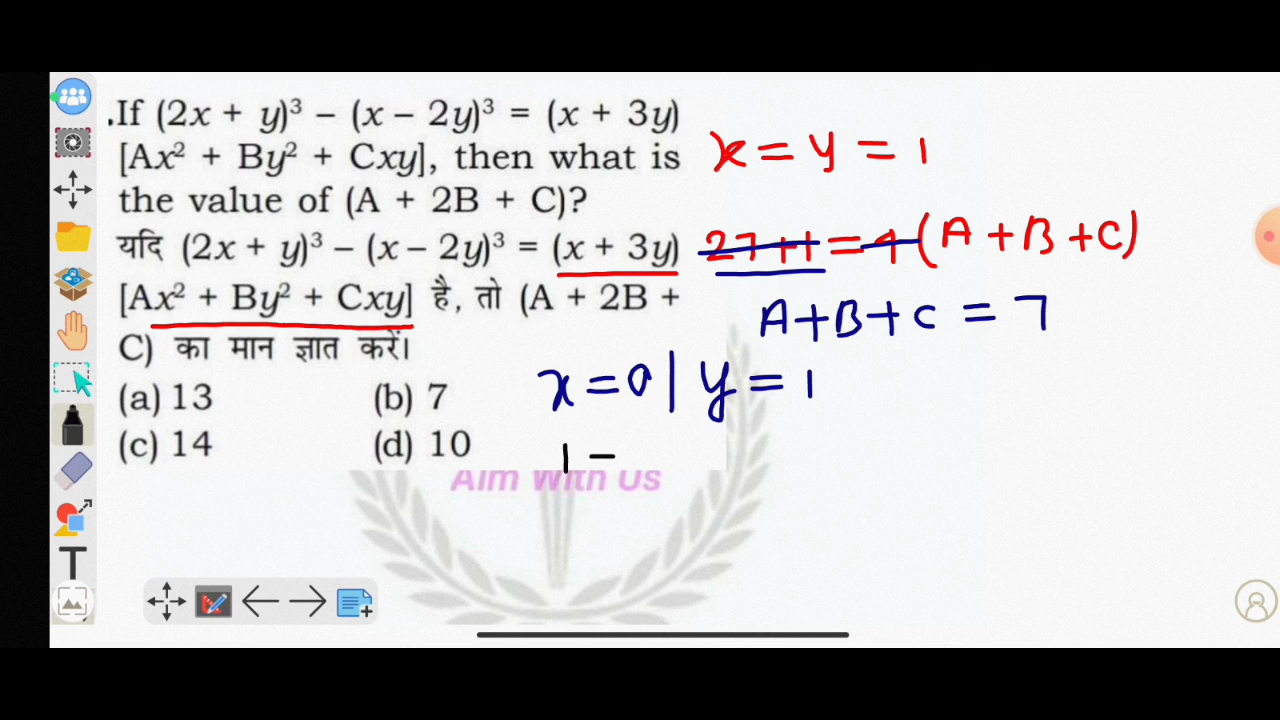 .If (2x + y)³ – (x – 2y)³ = (x + 3y)
[Ax² + By² + Cxy], then what is
the value of (A + 2B + C)?
यदि (2x + y)³ – (x – 2y)³ = (x + 3y)
[Ax² + By² + Cxy] है, तो (A + 2B +
C) का मान ज्ञात करें।
(a) 13 (b) 7
(c) 14 (d) 10
x = y = 1
27+1 = 4(A+B+C)
A+B+C = 7
x = 0 | y = 1
1 –
Aim With Us
T